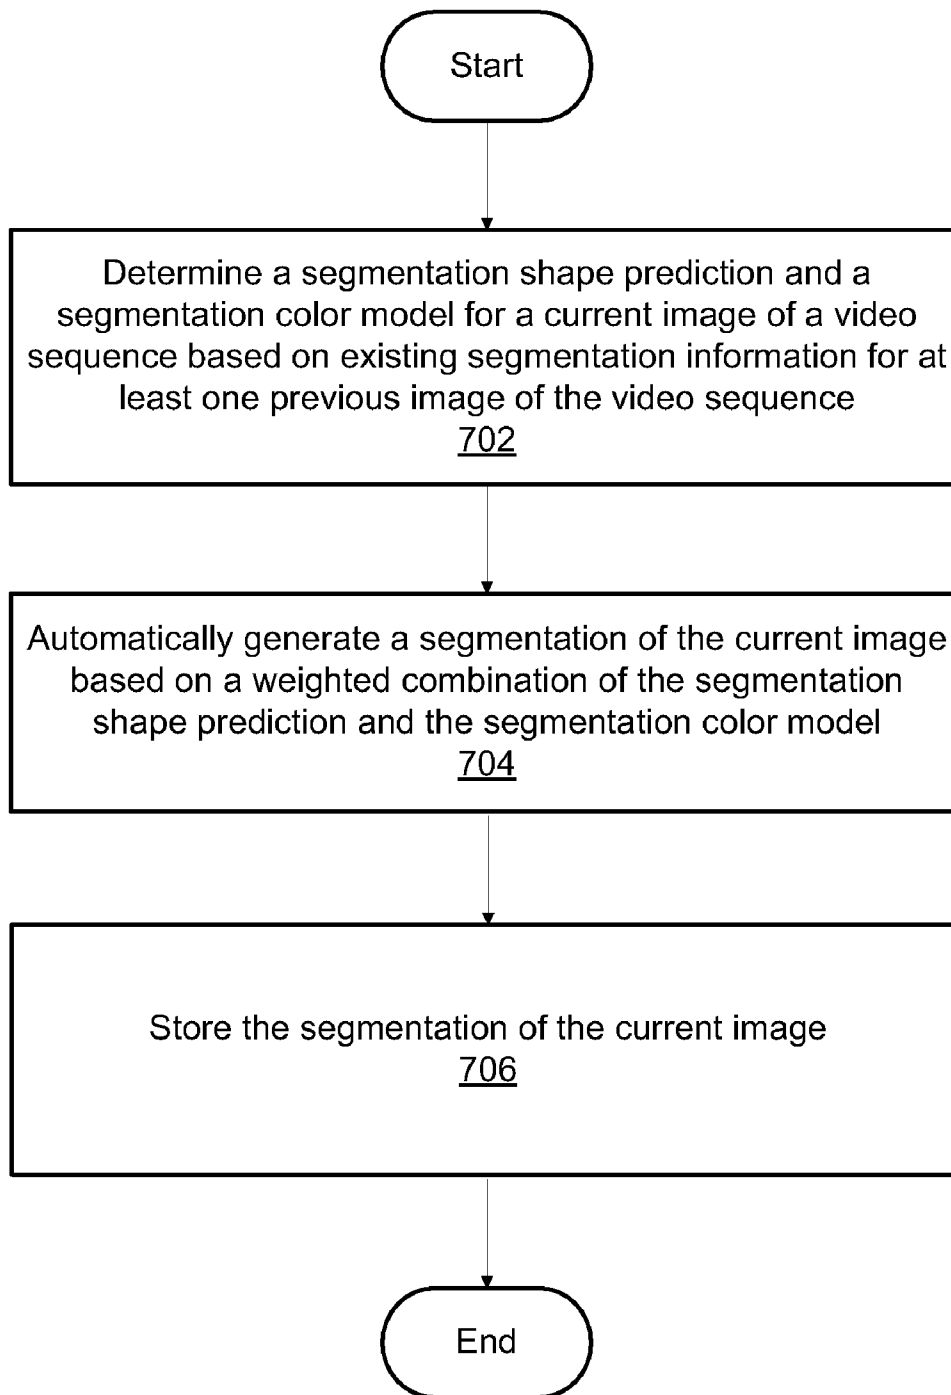 Start
Determine a segmentation shape prediction and a
segmentation color model for a current image of a video
sequence based on existing segmentation information for at
least one previous image of the video sequence
702
Automatically generate a segmentation of the current image
based on a weighted combination of the segmentation
shape prediction and the segmentation color model
704
Store the segmentation of the current image
706
End